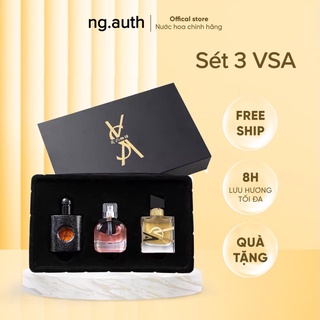 ng.auth
Offical store
Nước hoa chính hãng
Sét 3 VSA
FREE
SHIP
8H
LƯU HƯƠNG
TỐI ĐA
QUÀ
TẶNG